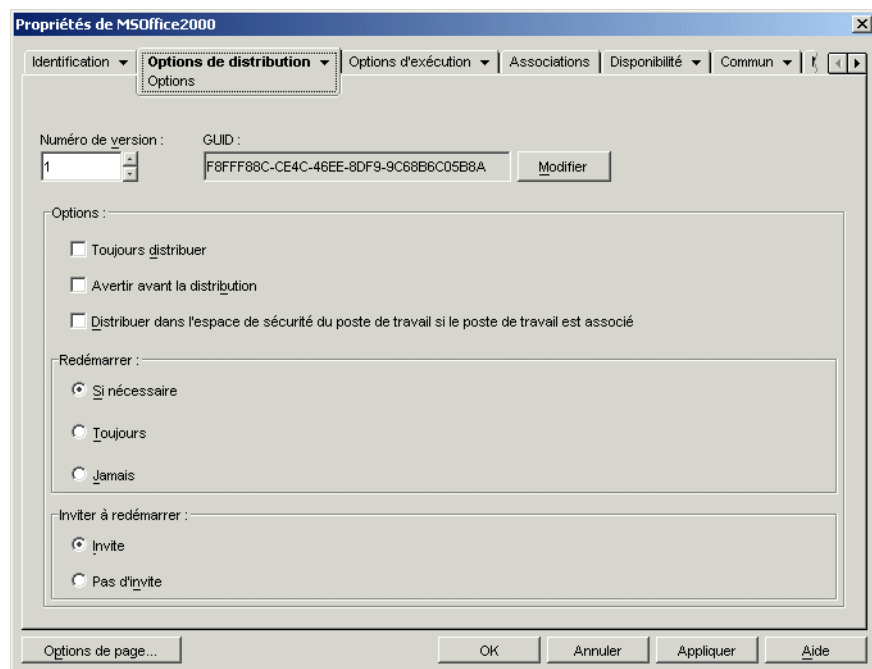 Propriétés de MSOffice2000
Identification Options de distribution Options d'exécution Associations Disponibilité Commun
Options
Numéro de version : GUID :
1 F8FFF88C-CE4C-46EE-8DF9-9C68B6C05B8A Modifier
Options :
Toujours distribuer
Avertir avant la distribution
Distribuer dans l'espace de sécurité du poste de travail si le poste de travail est associé
Redémarrer :
Si nécessaire
Toujours
Jamais
Inviter à redémarrer :
Invite
Pas d'invite
Options de page... OK Annuler Appliquer Aide